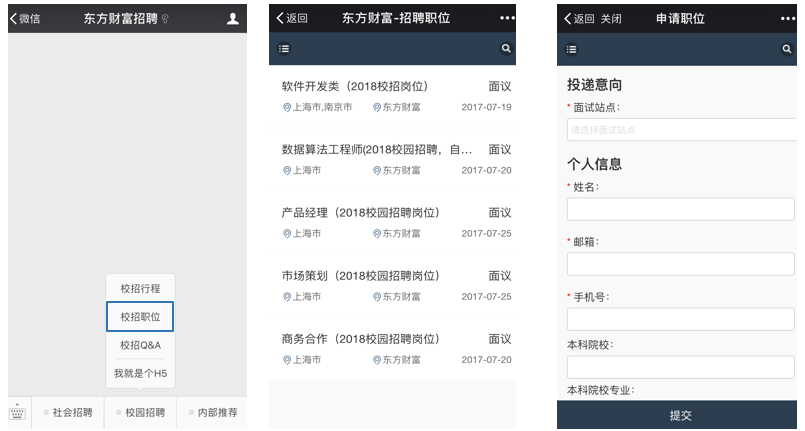 微信
东方财富招聘
校招行程
校招职位
校招Q&A
我就是个H5
社会招聘
校园招聘
内部推荐
返回
东方财富-招聘职位
软件开发类（2018校招岗位） 面议
上海市,南京市 东方财富 2017-07-19
数据算法工程师(2018校园招聘，自... 面议
上海市 东方财富 2017-07-20
产品经理（2018校园招聘岗位） 面议
上海市 东方财富 2017-07-25
市场策划（2018校园招聘岗位） 面议
上海市 东方财富 2017-07-25
商务合作（2018校园招聘岗位） 面议
上海市 东方财富 2017-07-20
返回 关闭 申请职位
投递意向
* 面试站点：
请选择面试站点
个人信息
* 姓名：
* 邮箱：
* 手机号：
本科院校：
本科院校专业：
提交